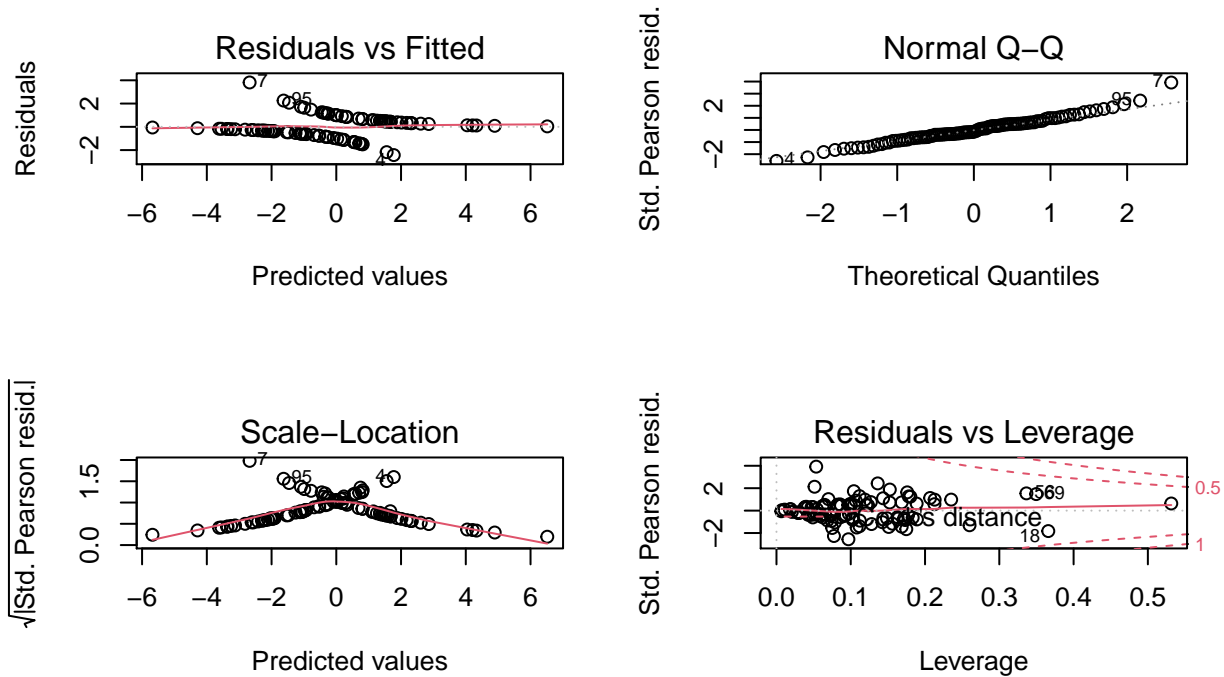 Residuals vs Fitted
Residuals
2
−2
7
95
4
−6 −4 −2 0 2 4 6
Predicted values
Normal Q−Q
Std. Pearson resid.
2
−2
7
95
4
−2 −1 0 1 2
Theoretical Quantiles
Scale−Location
√|Std. Pearson resid.|
1.5
0.0
7
95
4
−6 −4 −2 0 2 4 6
Predicted values
Residuals vs Leverage
Std. Pearson resid.
2
−2
0.5
1
18
s distance
0.0 0.1 0.2 0.3 0.4 0.5
Leverage